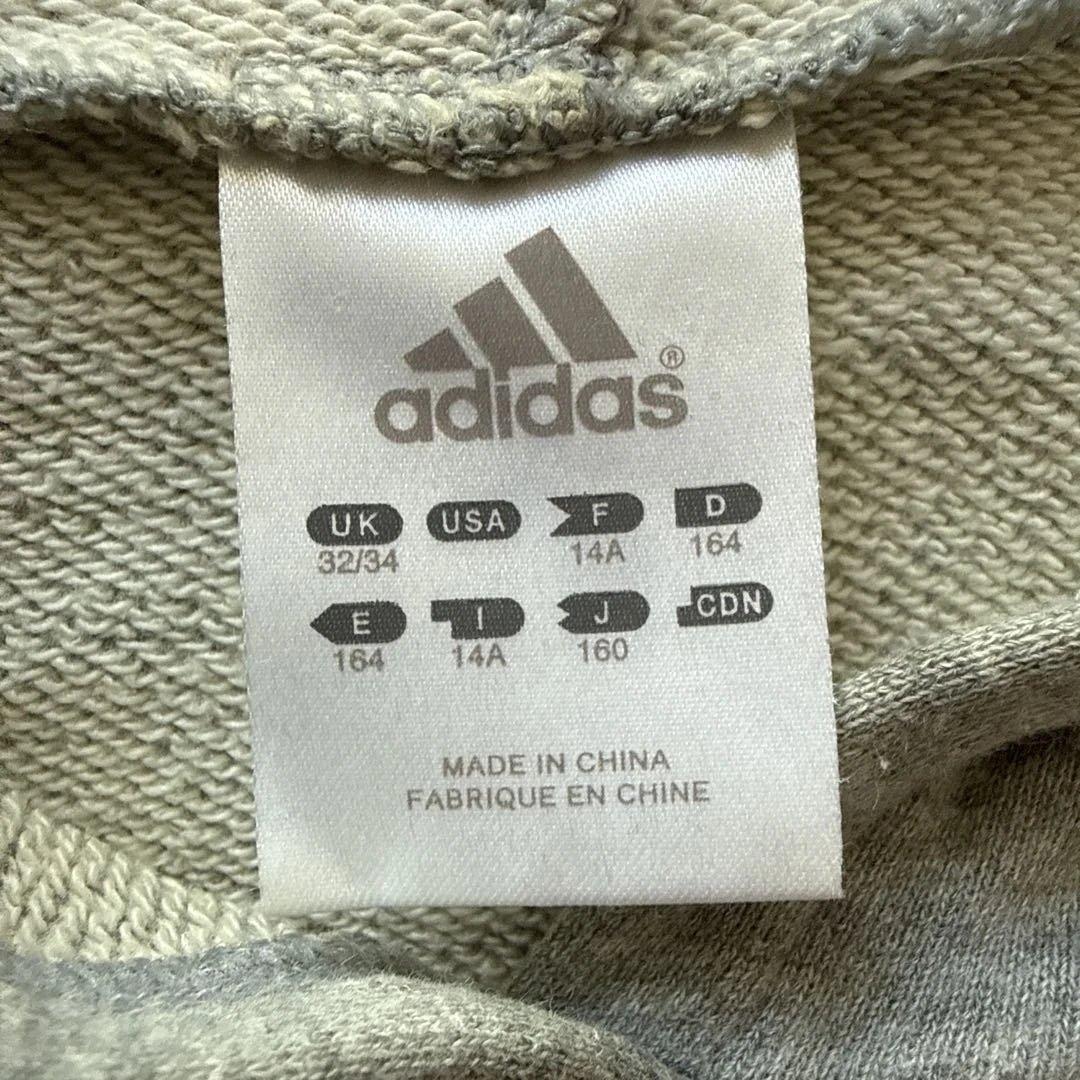 adidas®
UK USA F D
32/34 14A 164
E I J CDN
164 14A 160
MADE IN CHINA
FABRIQUE EN CHINE